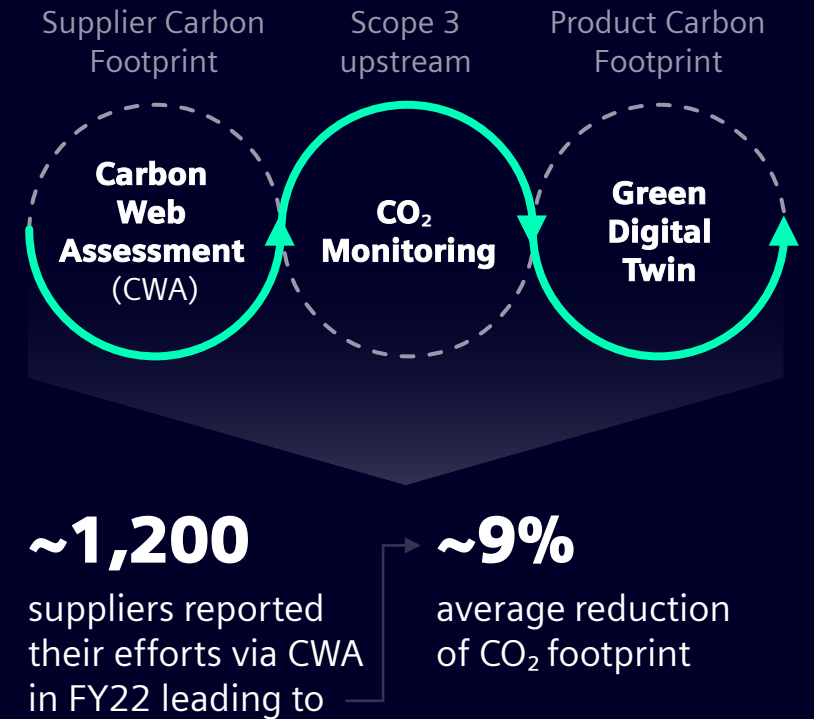 Supplier Carbon
Footprint
Scope 3
upstream
Product Carbon
Footprint
Carbon
Web
Assessment
(CWA)
CO₂
Monitoring
Green
Digital
Twin
~1,200
suppliers reported
their efforts via CWA
in FY22 leading to
~9%
average reduction
of CO₂ footprint